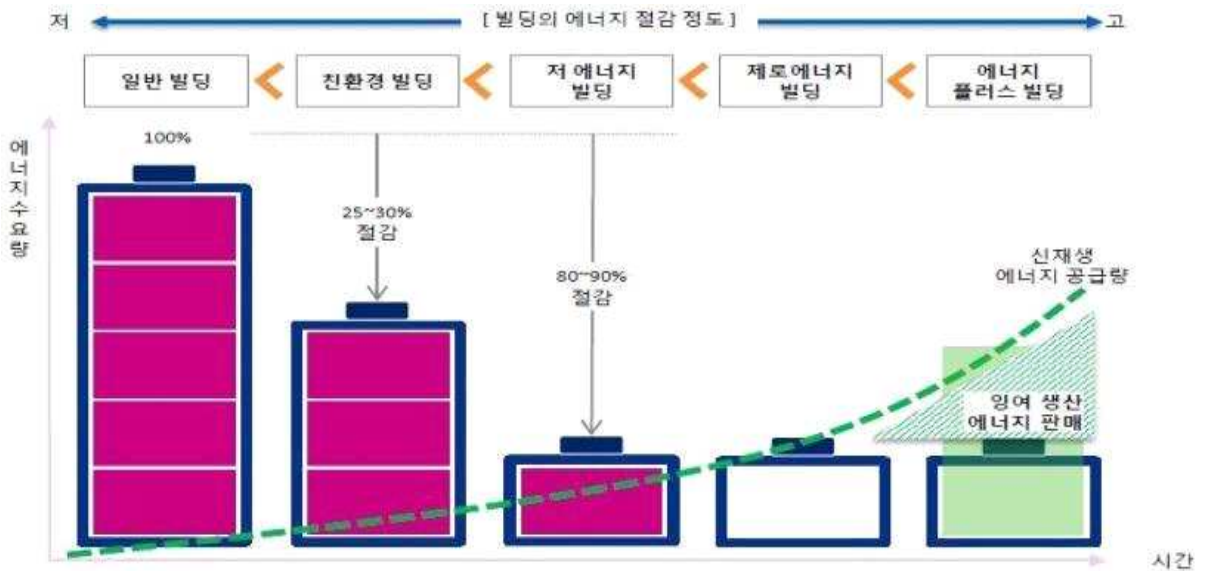 저 [ 빌딩의 에너지 절감 정도 ] 고
일반 빌딩 < 친환경 빌딩 < 저 에너지 < 제로에너지 < 에너지
빌딩 빌딩 플러스 빌딩
에너지수요량
100%
25~30%
절감
80~90%
절감
신재생
에너지 공급량
잉여 생산
에너지 판매
시간